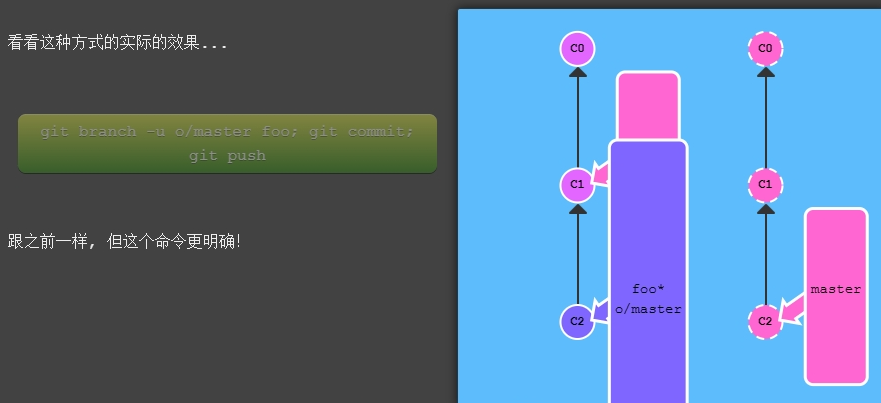 看看这种方式的实际的效果...
git branch -u o/master foo; git commit;
git push
跟之前一样, 但这个命令更明确!
C0
C1
foo*
o/master
C2
C0
C1
master
C2